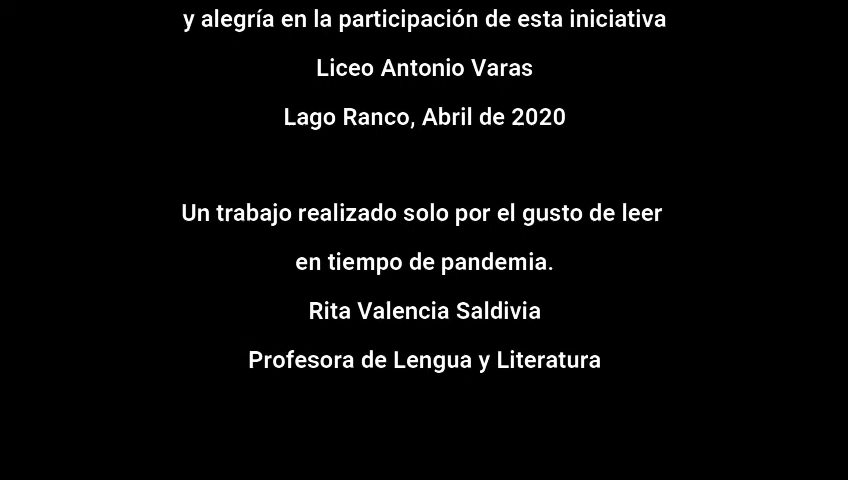 y alegría en la participación de esta iniciativa
Liceo Antonio Varas
Lago Ranco, Abril de 2020
Un trabajo realizado solo por el gusto de leer
en tiempo de pandemia.
Rita Valencia Saldivia
Profesora de Lengua y Literatura